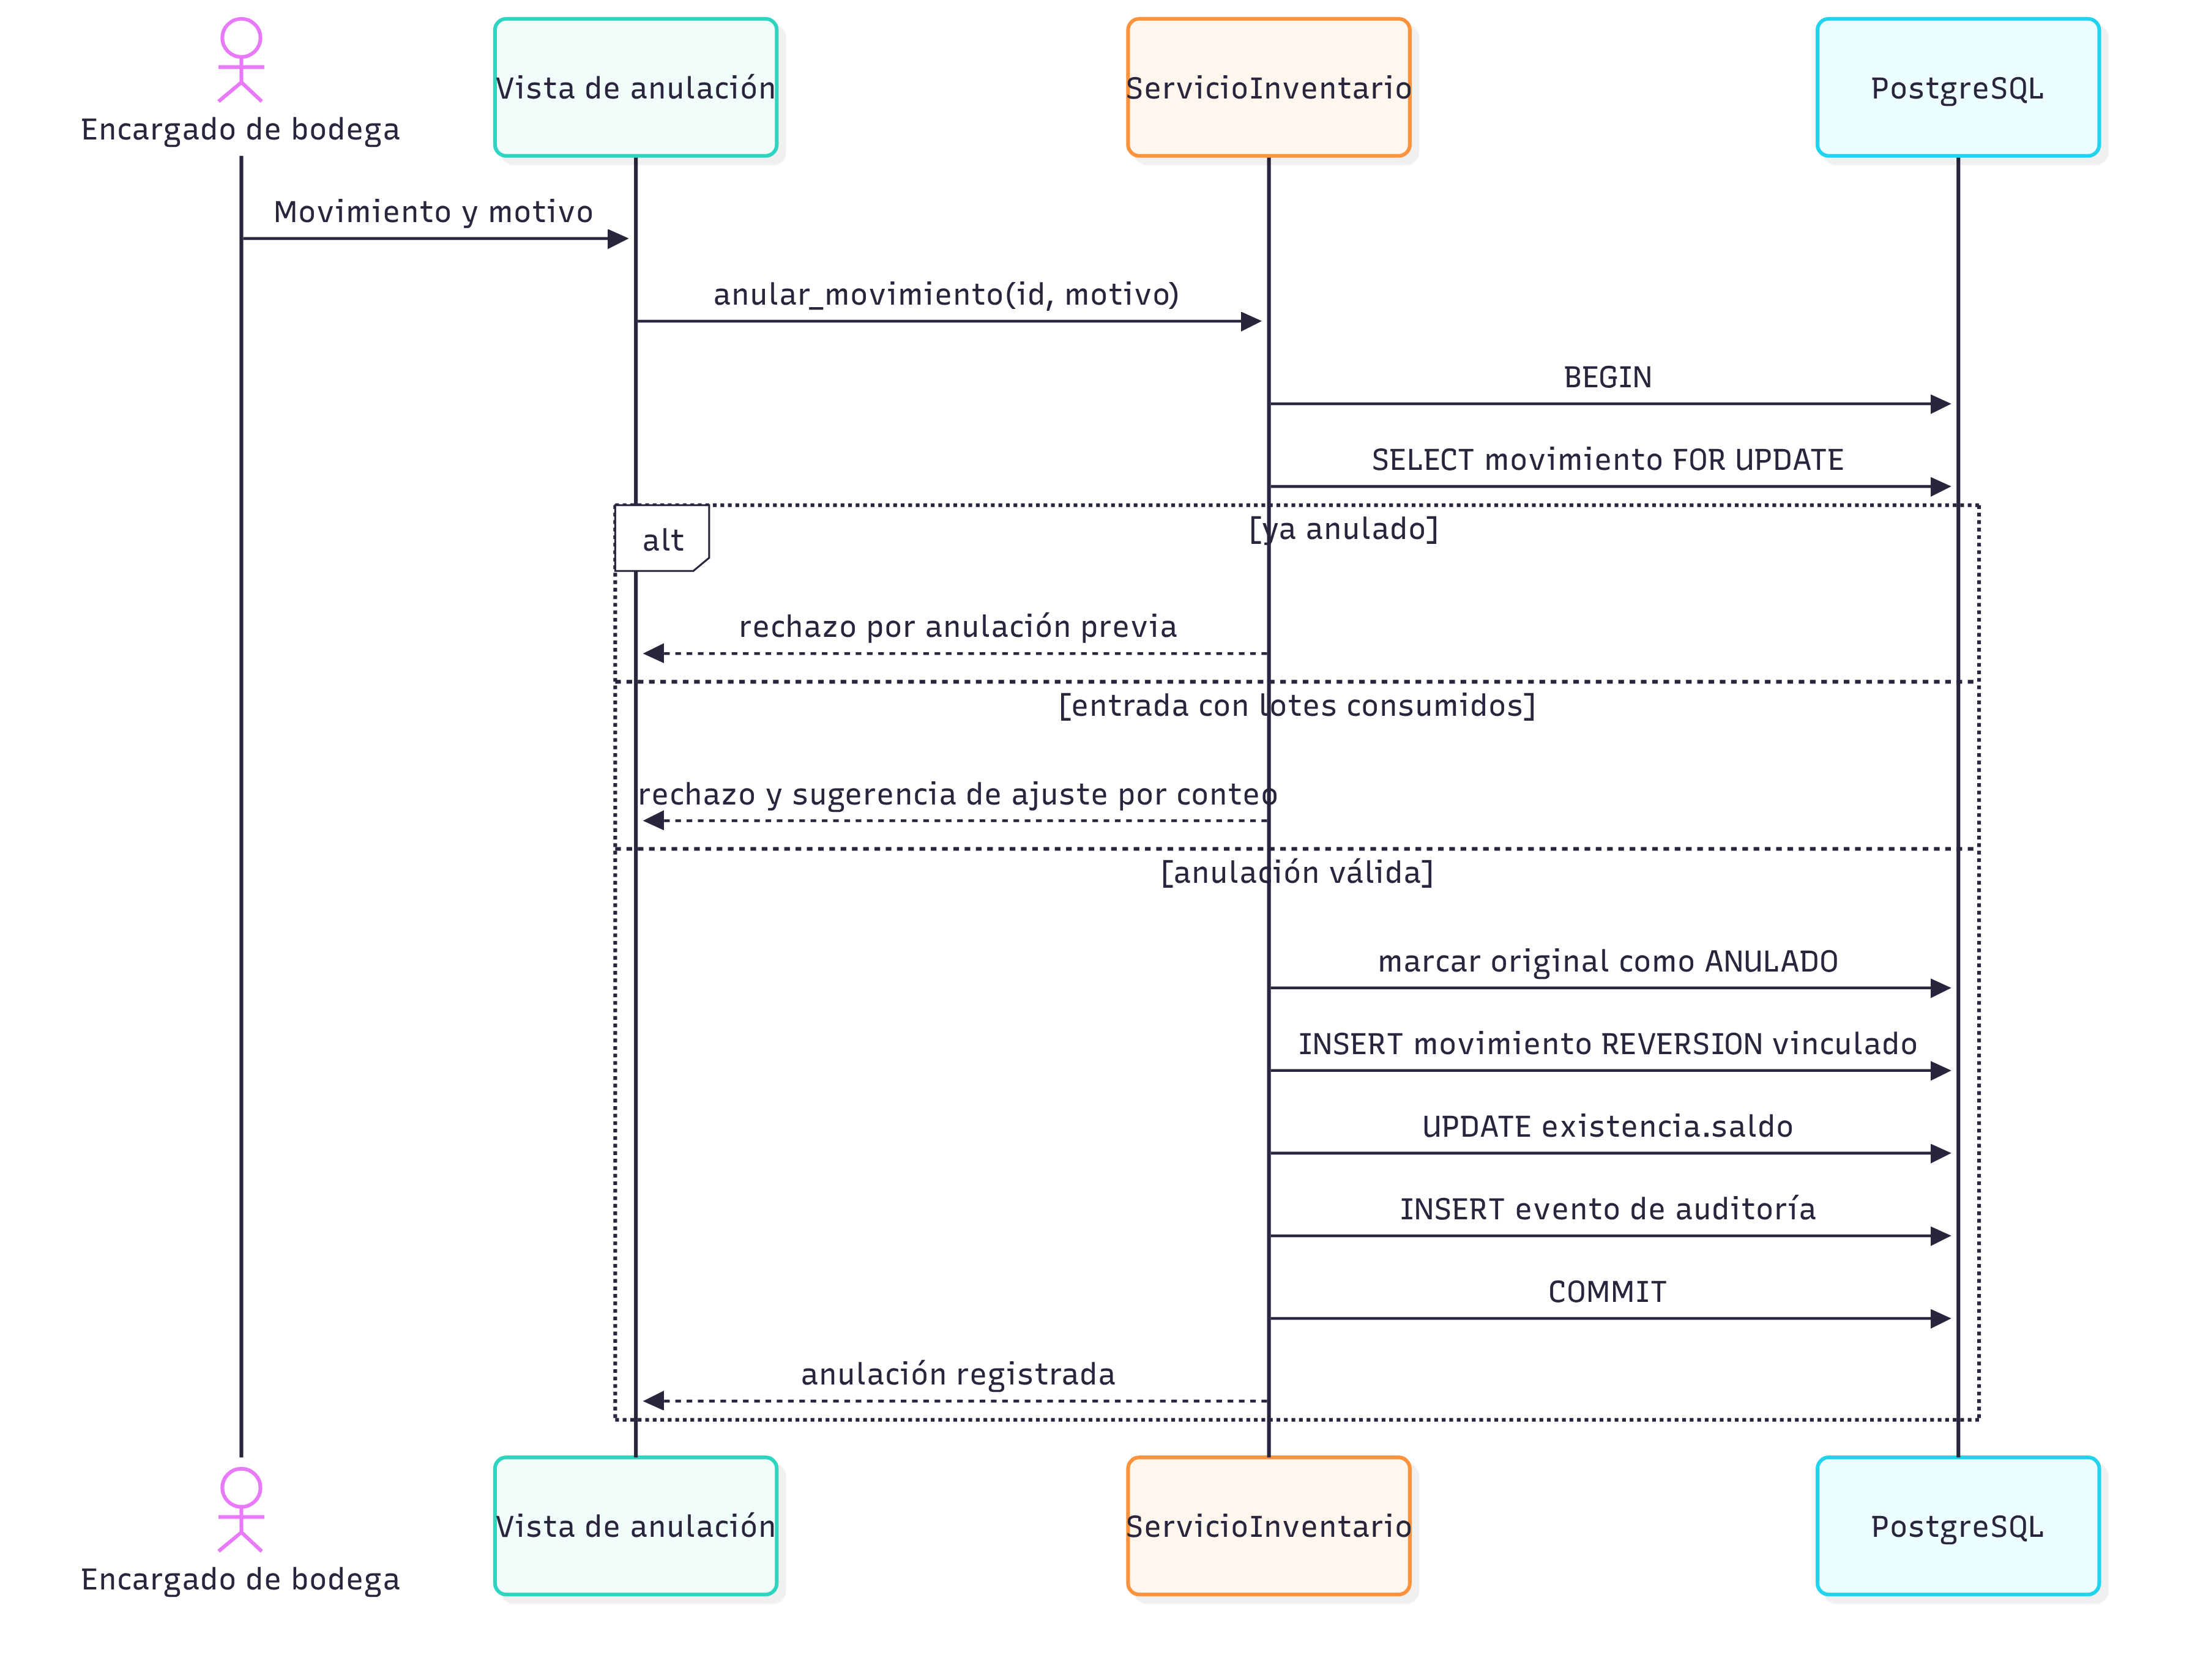 Encargado de bodega
Vista de anulación
ServicioInventario
PostgreSQL
Movimiento y motivo
anular_movimiento(id, motivo)
BEGIN
SELECT movimiento FOR UPDATE
alt
[ya anulado]
rechazo por anulación previa
[entrada con lotes consumidos]
rechazo y sugerencia de ajuste por conteo
[anulación válida]
marcar original como ANULADO
INSERT movimiento REVERSION vinculado
UPDATE existencia.saldo
INSERT evento de auditoría
COMMIT
anulación registrada
Encargado de bodega
Vista de anulación
ServicioInventario
PostgreSQL